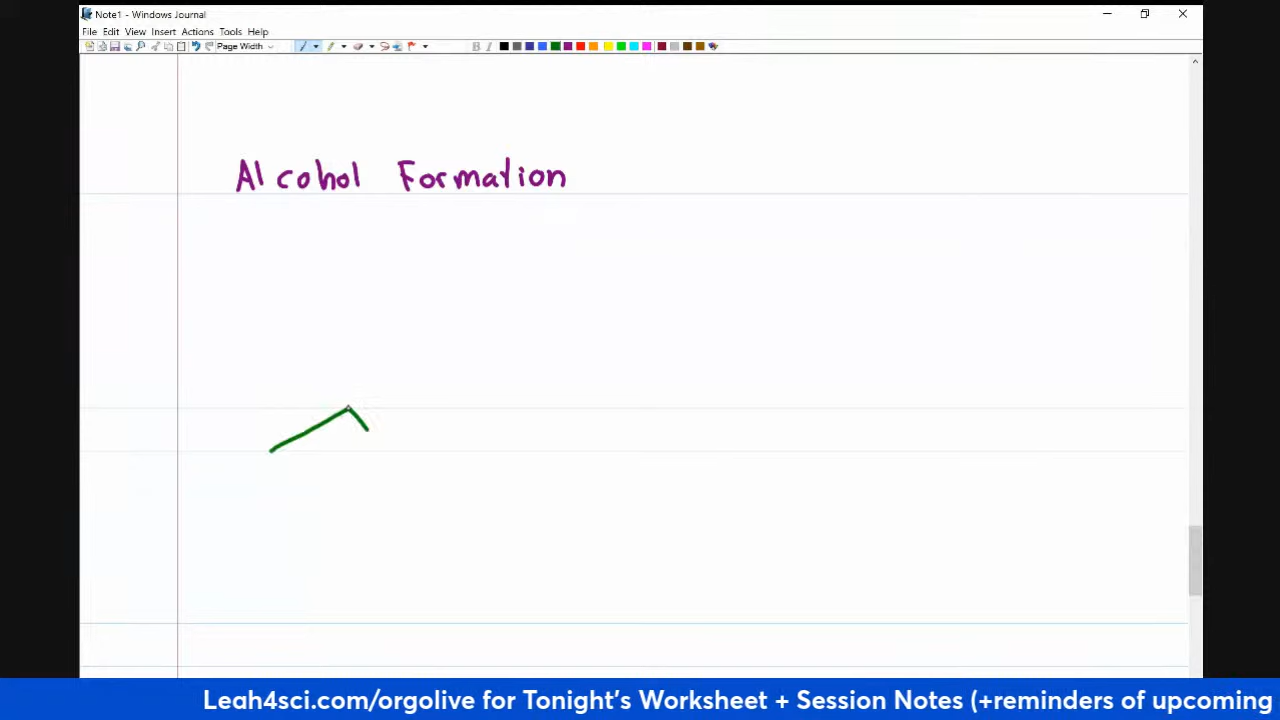 Note1 - Windows Journal
File Edit View Insert Actions Tools Help
Page Width
B I
Alcohol Formation
Leah4sci.com/orgolive for Tonight's Worksheet + Session Notes (+reminders of upcoming